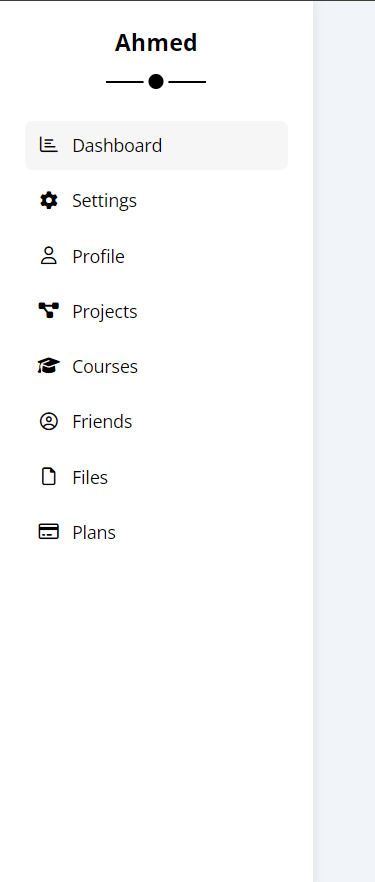 Ahmed
Dashboard
Settings
Profile
Projects
Courses
Friends
Files
Plans